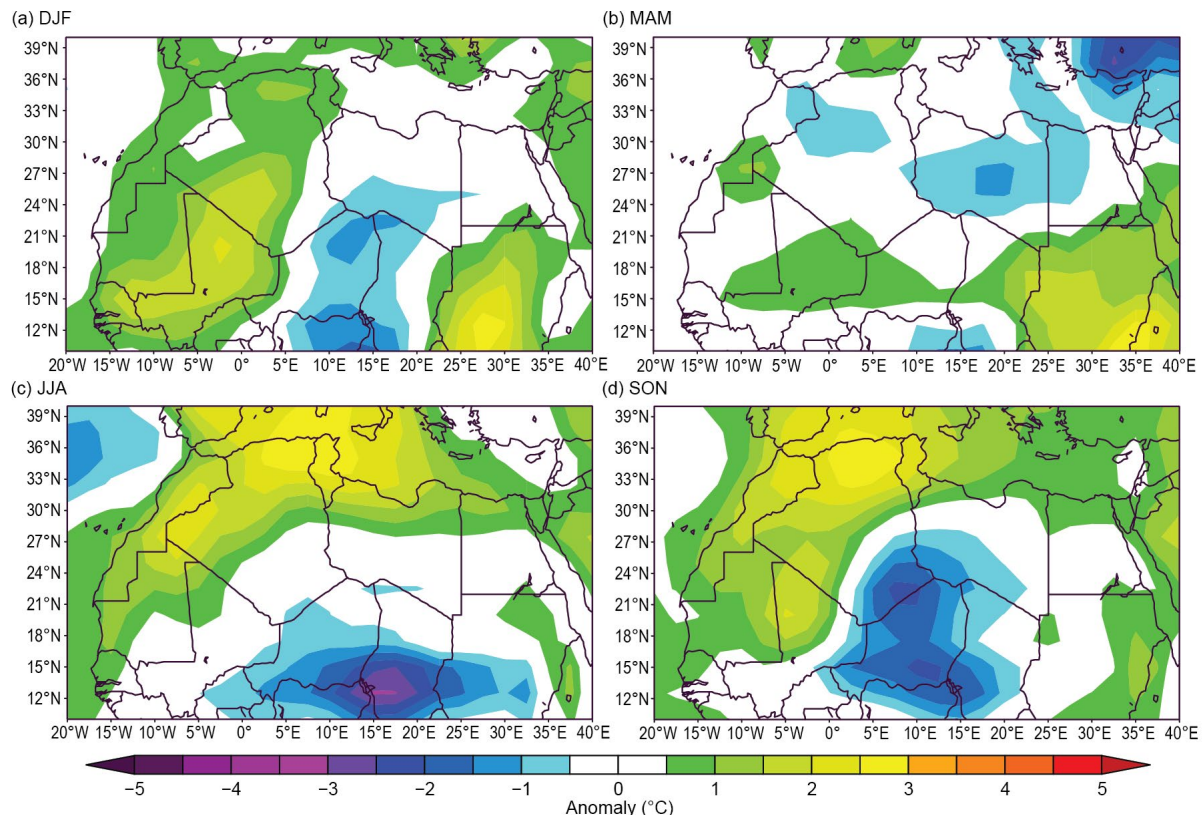 (a) DJF
(b) MAM
39°N
36°N
33°N
30°N
27°N
24°N
21°N
18°N
15°N
12°N
20°W 15°W 10°W 5°W 0° 5°E 10°E 15°E 20°E 25°E 30°E 35°E 40°E
39°N
36°N
33°N
30°N
27°N
24°N
21°N
18°N
15°N
12°N
20°W 15°W 10°W 5°W 0° 5°E 10°E 15°E 20°E 25°E 30°E 35°E 40°E
(c) JJA
(d) SON
39°N
36°N
33°N
30°N
27°N
24°N
21°N
18°N
15°N
12°N
20°W 15°W 10°W 5°W 0° 5°E 10°E 15°E 20°E 25°E 30°E 35°E 40°E
39°N
36°N
33°N
30°N
27°N
24°N
21°N
18°N
15°N
12°N
20°W 15°W 10°W 5°W 0° 5°E 10°E 15°E 20°E 25°E 30°E 35°E 40°E
−5 −4 −3 −2 −1 0 1 2 3 4 5
Anomaly (°C)